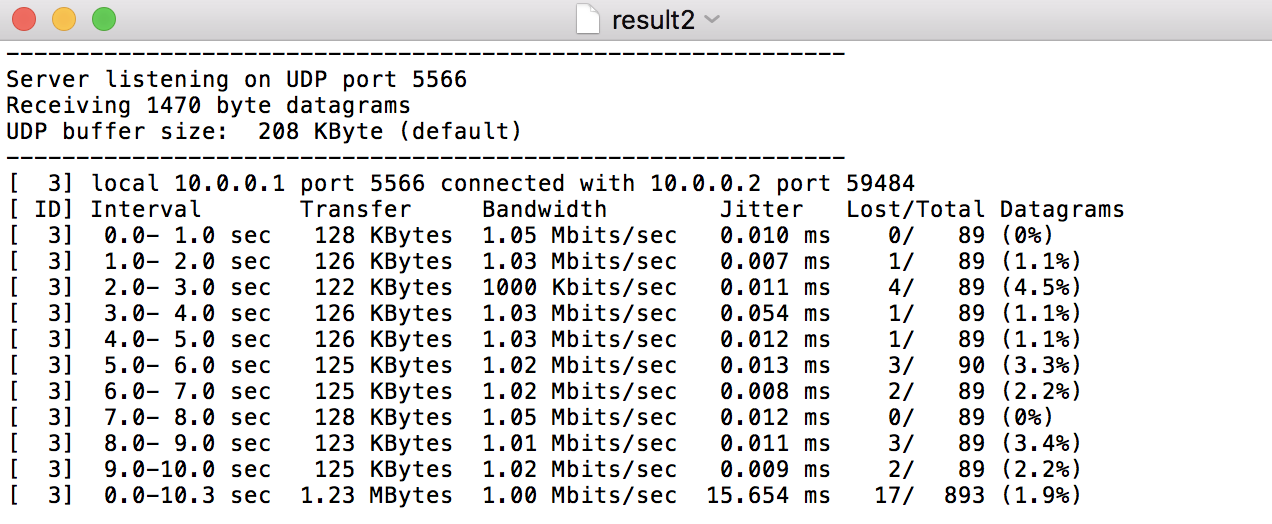 result2
------------------------------------------------------------
Server listening on UDP port 5566
Receiving 1470 byte datagrams
UDP buffer size:  208 KByte (default)
------------------------------------------------------------
[  3] local 10.0.0.1 port 5566 connected with 10.0.0.2 port 59484
[ ID] Interval       Transfer     Bandwidth        Jitter   Lost/Total Datagrams
[  3]  0.0- 1.0 sec   128 KBytes  1.05 Mbits/sec   0.010 ms    0/   89 (0%)
[  3]  1.0- 2.0 sec   126 KBytes  1.03 Mbits/sec   0.007 ms    1/   89 (1.1%)
[  3]  2.0- 3.0 sec   122 KBytes  1000 Kbits/sec   0.011 ms    4/   89 (4.5%)
[  3]  3.0- 4.0 sec   126 KBytes  1.03 Mbits/sec   0.054 ms    1/   89 (1.1%)
[  3]  4.0- 5.0 sec   126 KBytes  1.03 Mbits/sec   0.012 ms    1/   89 (1.1%)
[  3]  5.0- 6.0 sec   125 KBytes  1.02 Mbits/sec   0.013 ms    3/   90 (3.3%)
[  3]  6.0- 7.0 sec   125 KBytes  1.02 Mbits/sec   0.008 ms    2/   89 (2.2%)
[  3]  7.0- 8.0 sec   128 KBytes  1.05 Mbits/sec   0.012 ms    0/   89 (0%)
[  3]  8.0- 9.0 sec   123 KBytes  1.01 Mbits/sec   0.011 ms    3/   89 (3.4%)
[  3]  9.0-10.0 sec   125 KBytes  1.02 Mbits/sec   0.009 ms    2/   89 (2.2%)
[  3]  0.0-10.3 sec  1.23 MBytes  1.00 Mbits/sec  15.654 ms   17/  893 (1.9%)